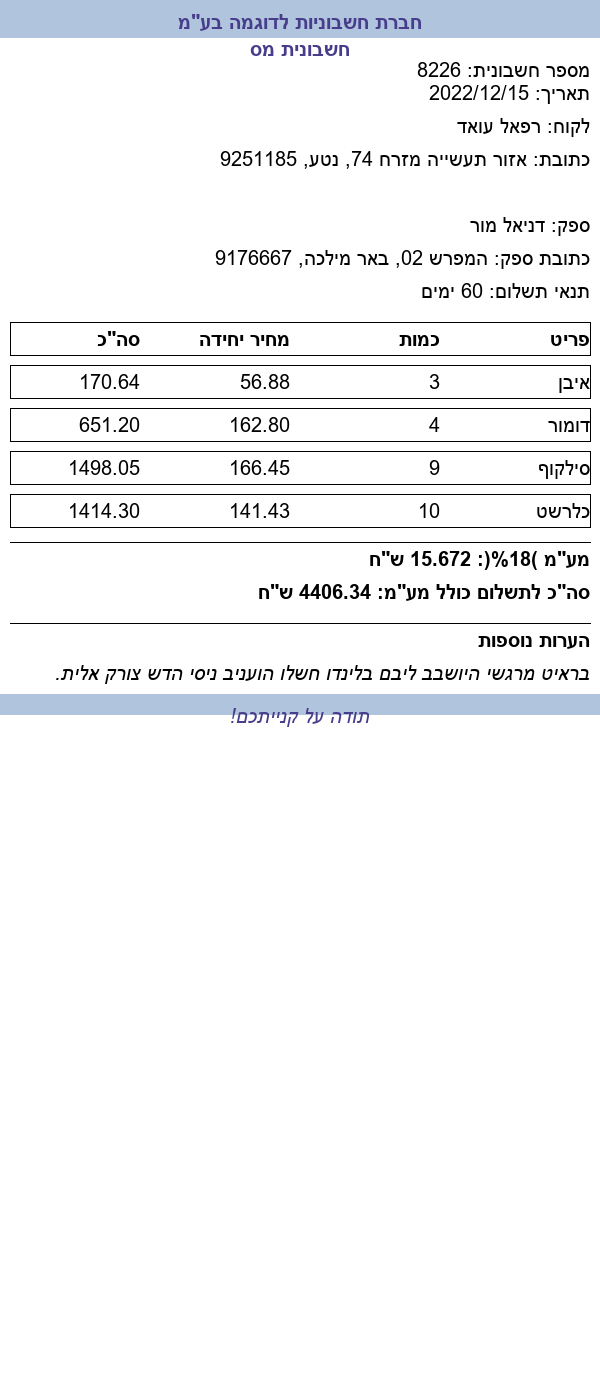 חברת חשבוניות לדוגמה בע"מ
חשבונית מס
מספר חשבונית: 8226
תאריך: 2022/12/15
לקוח: רפאל עואד
כתובת: אזור תעשייה מזרח 74, נטע, 9251185
ספק: דניאל מור
כתובת ספק: המפרש 02, באר מילכה, 9176667
תנאי תשלום: 60 ימים
פריט כמות מחיר יחידה סה"כ
איבן 3 56.88 170.64
דומור 4 162.80 651.20
סילקוף 9 166.45 1498.05
כלרשט 10 141.43 1414.30
מע"מ )18%(: 15.672 ש"ח
סה"כ לתשלום כולל מע"מ: 4406.34 ש"ח
הערות נוספות
בראיט מרגשי היושבב ליבם בלינדו חשלו הועניב ניסי הדש צורק אלית.
תודה על קנייתכם!